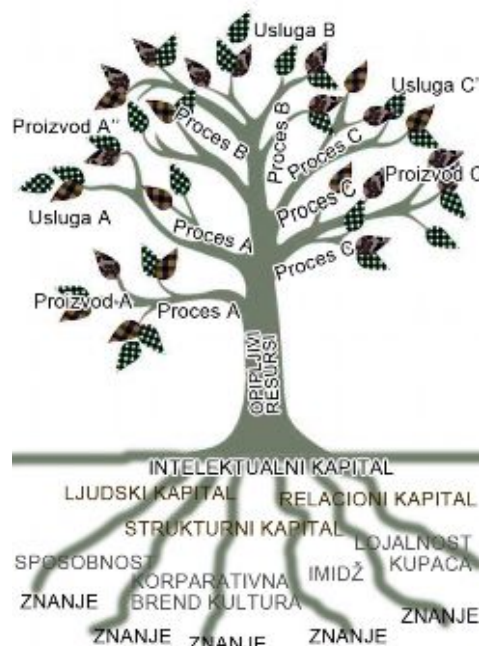 Usluga B
Usluga C"
Proces B
Proces B
Proces C
Proizvod A"
Proizvod C
Usluga A
Proces A
Proces C
Proces C
Proizvod A
Proces A
OPIPLJIVI
RESURSI
INTELEKTUALNI KAPITAL
LJUDSKI KAPITAL
RELACIONI KAPITAL
STRUKTURNI KAPITAL
SPOSOBNOST
LOJALNOST
KUPACA
KORPARATIVNA
BREND KULTURA
IMIDŽ
ZNANJE
ZNANJE
ZNANJE
ZNANJE
ZNANJE